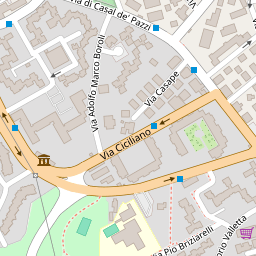 Via di Casal de' Pazzi
Via Adolfo Marco Boroli
Via Casape
Via Ciciliano
Via Pio Briziarelli
Valletta